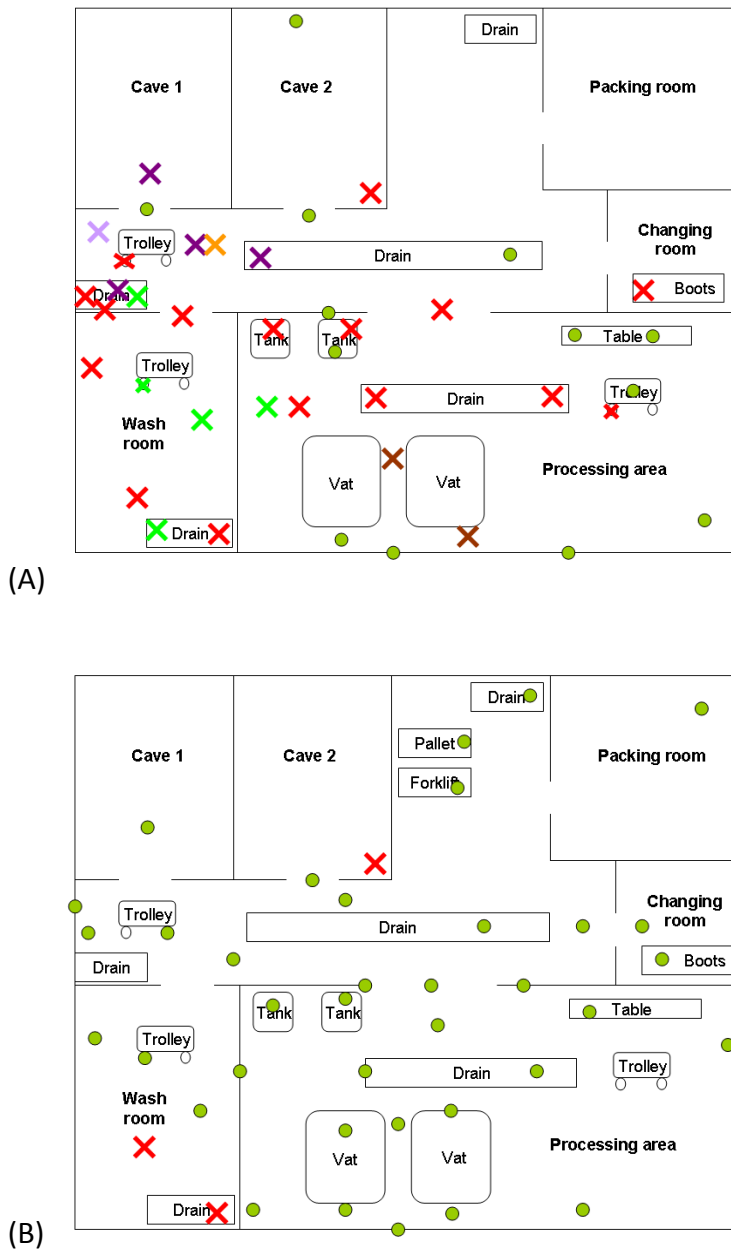 Drain
Cave 1
Cave 2
Packing room
Changing
room
Trolley
Drain
Drain
Boots
Tank
Tank
Table
Trolley
Trolley
Drain
Wash
room
Vat
Vat
Processing area
Drain
(A)
Drain
Pallet
Cave 1
Cave 2
Packing room
Forklift
Changing
room
Trolley
Drain
Drain
Boots
Tank
Tank
Table
Trolley
Trolley
Drain
Wash
room
Vat
Vat
Processing area
Drain
(B)